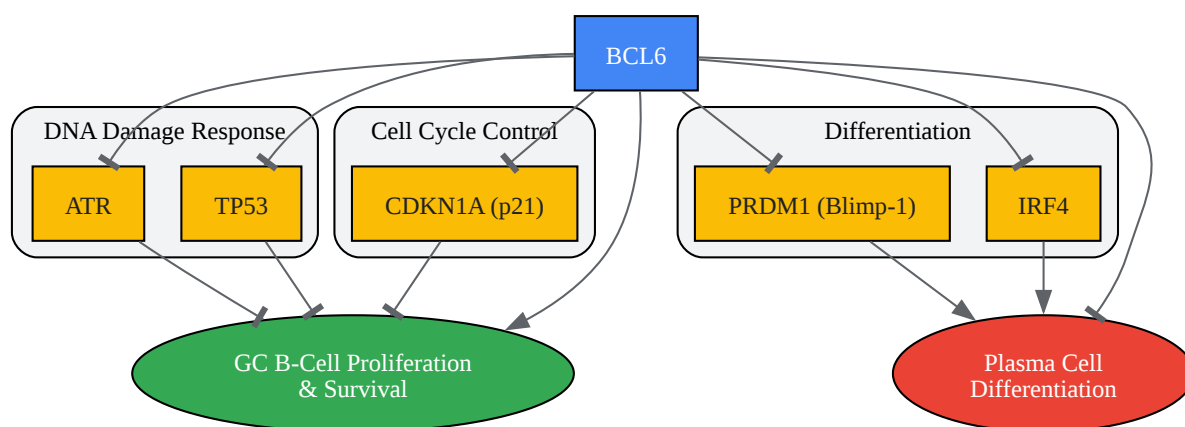 BCL6
DNA Damage Response
Cell Cycle Control
Differentiation
ATR
TP53
CDKN1A (p21)
PRDM1 (Blimp-1)
IRF4
GC B-Cell Proliferation
& Survival
Plasma Cell
Differentiation